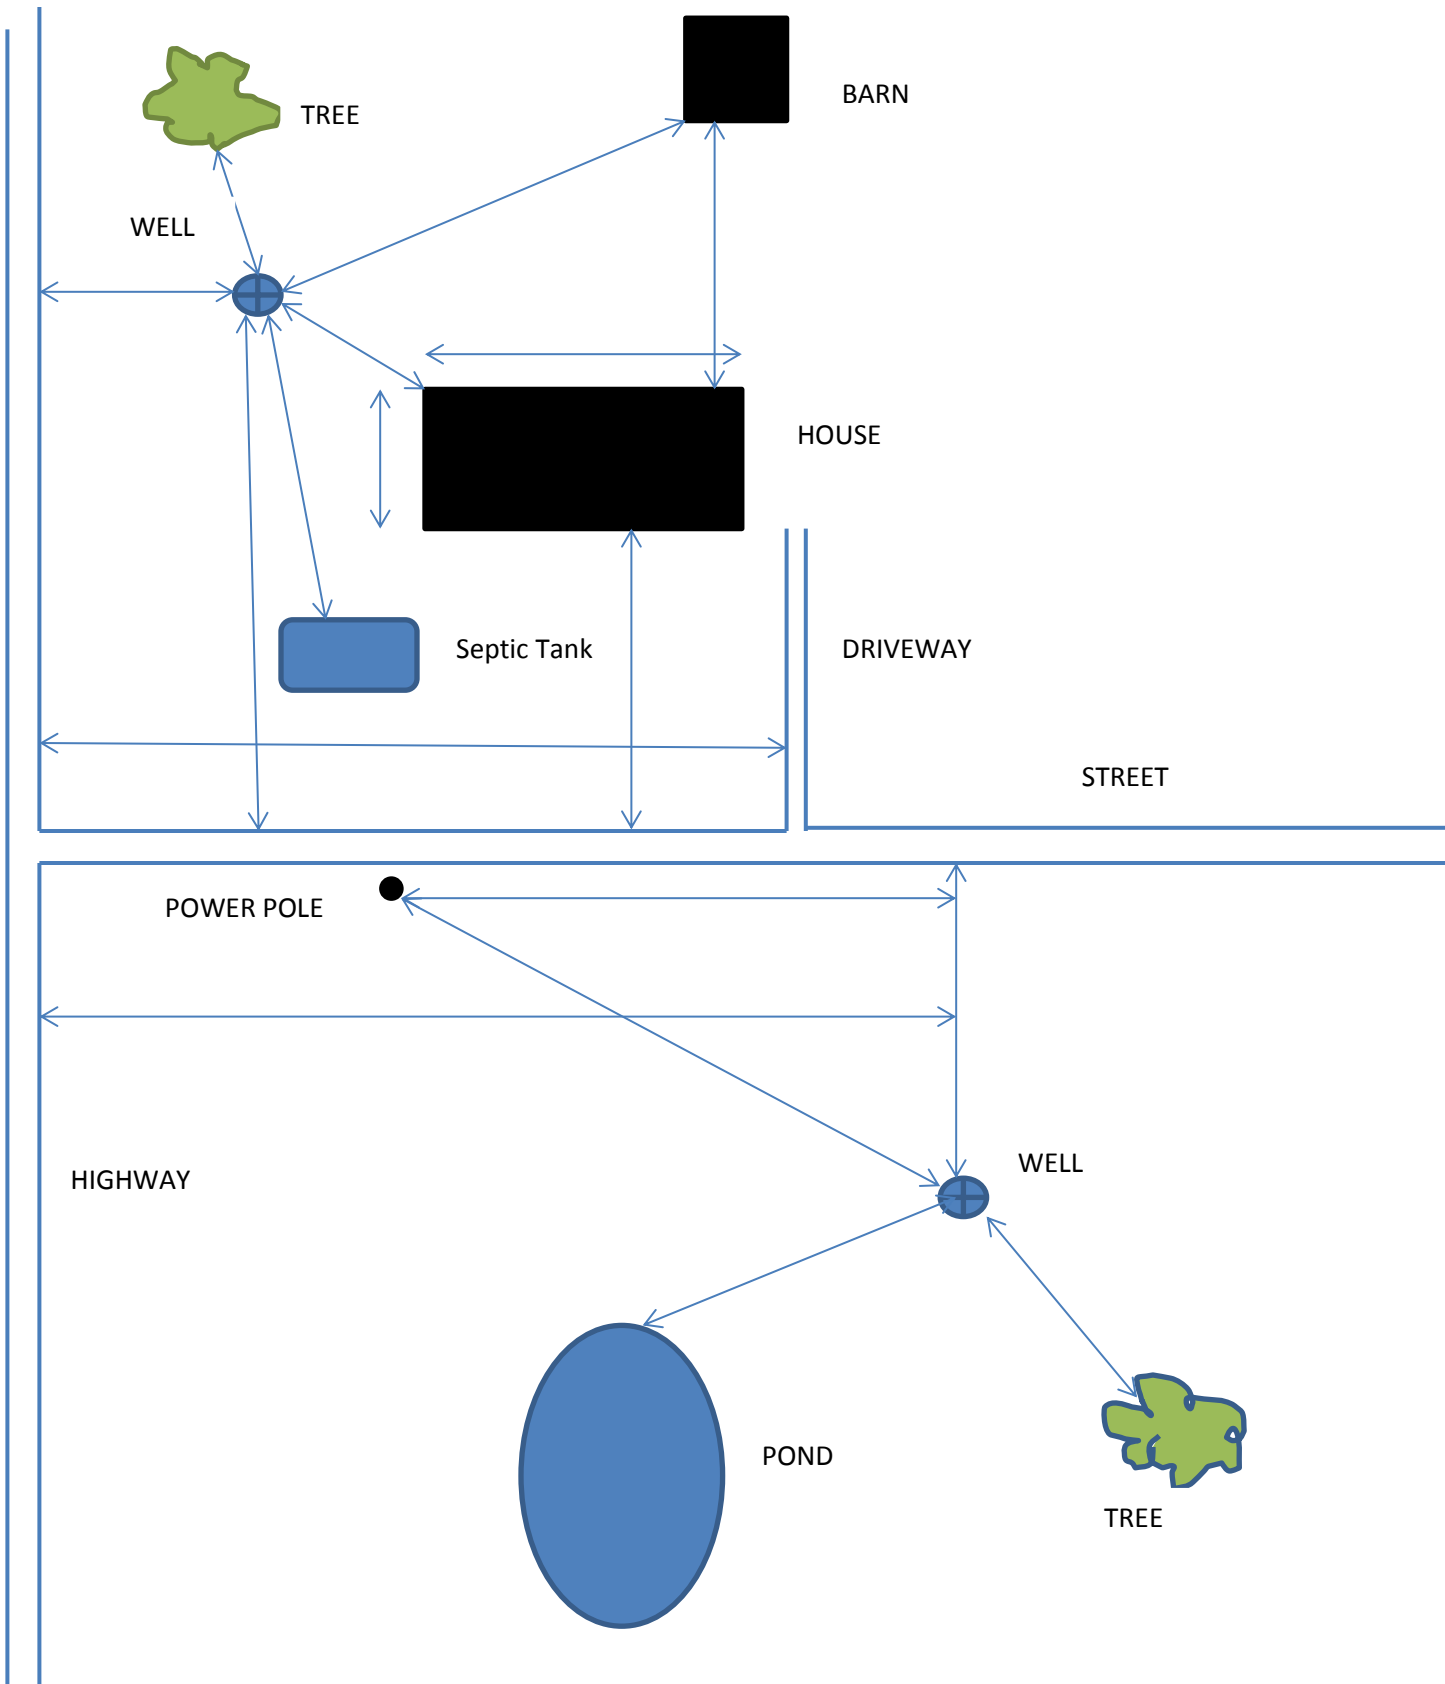 BARN
TREE
WELL
HOUSE
Septic Tank
DRIVEWAY
STREET
POWER POLE
WELL
HIGHWAY
POND
TREE